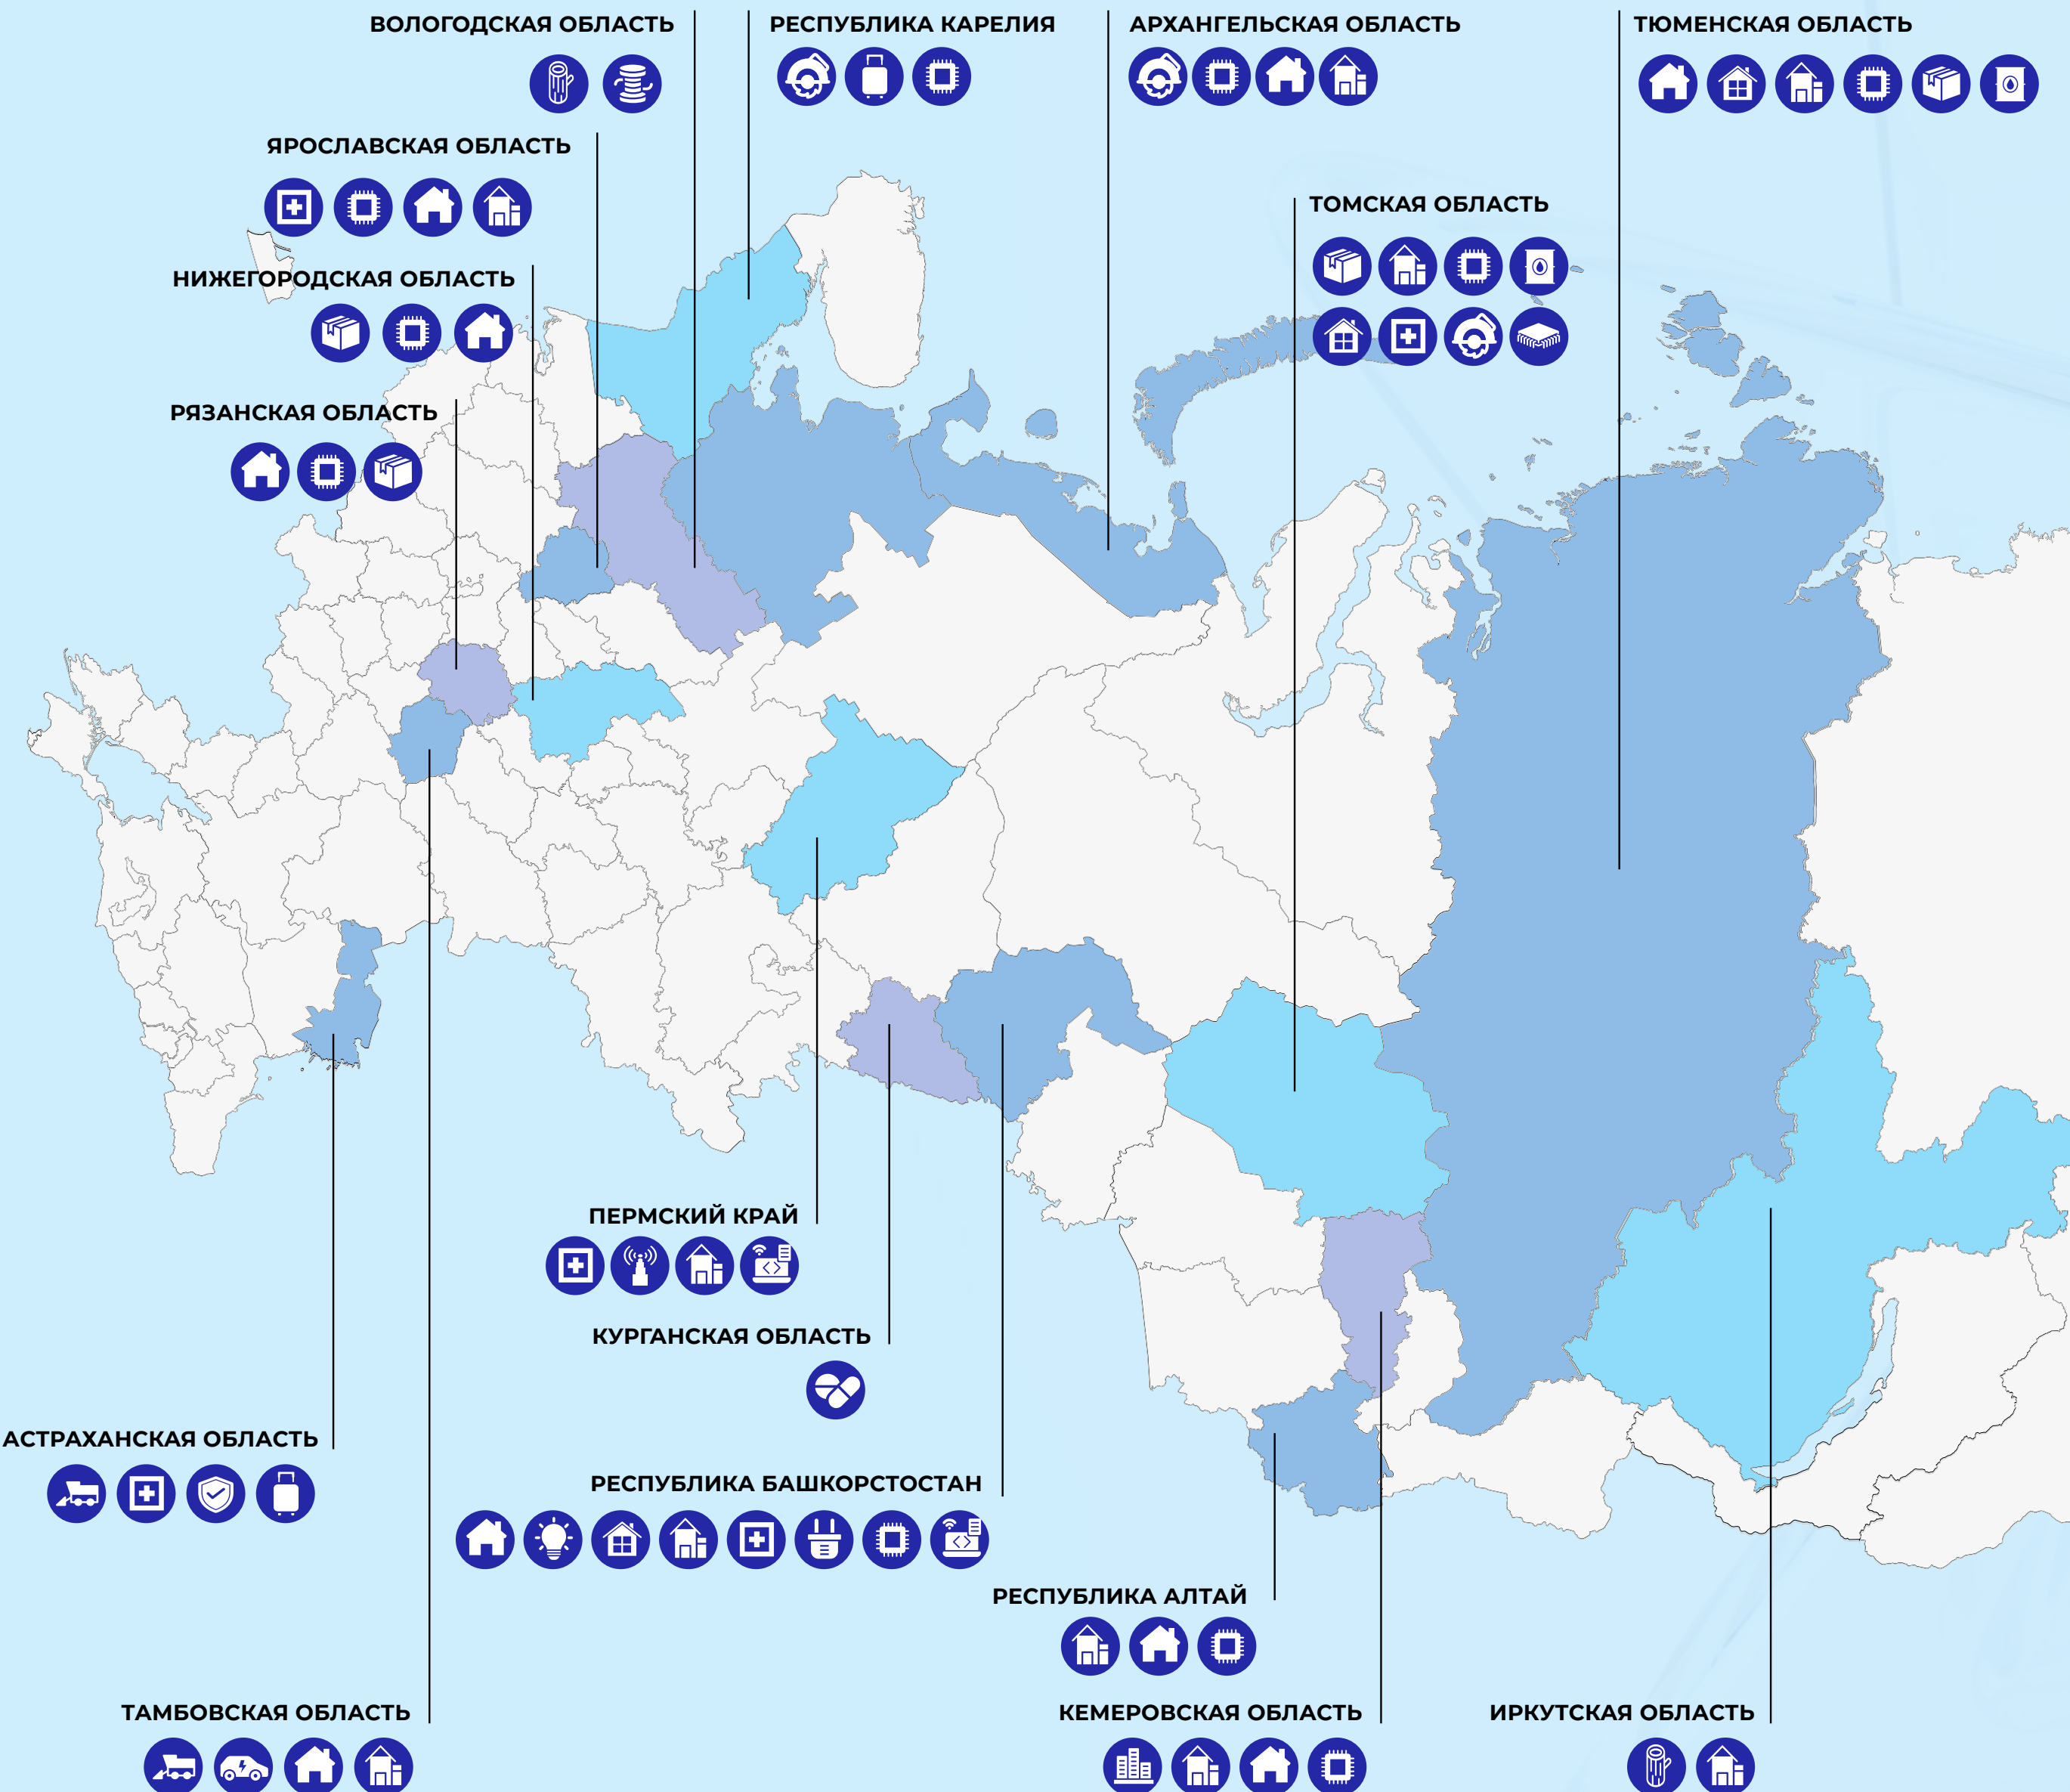 ВОЛОГОДСКАЯ ОБЛАСТЬ
РЕСПУБЛИКА КАРЕЛИЯ
АРХАНГЕЛЬСКАЯ ОБЛАСТЬ
ТЮМЕНСКАЯ ОБЛАСТЬ
ЯРОСЛАВСКАЯ ОБЛАСТЬ
ТОМСКАЯ ОБЛАСТЬ
НИЖЕГОРОДСКАЯ ОБЛАСТЬ
РЯЗАНСКАЯ ОБЛАСТЬ
ПЕРМСКИЙ КРАЙ
КУРГАНСКАЯ ОБЛАСТЬ
АСТРАХАНСКАЯ ОБЛАСТЬ
РЕСПУБЛИКА БАШКОРСТОСТАН
РЕСПУБЛИКА АЛТАЙ
ТАМБОВСКАЯ ОБЛАСТЬ
КЕМЕРОВСКАЯ ОБЛАСТЬ
ИРКУТСКАЯ ОБЛАСТЬ